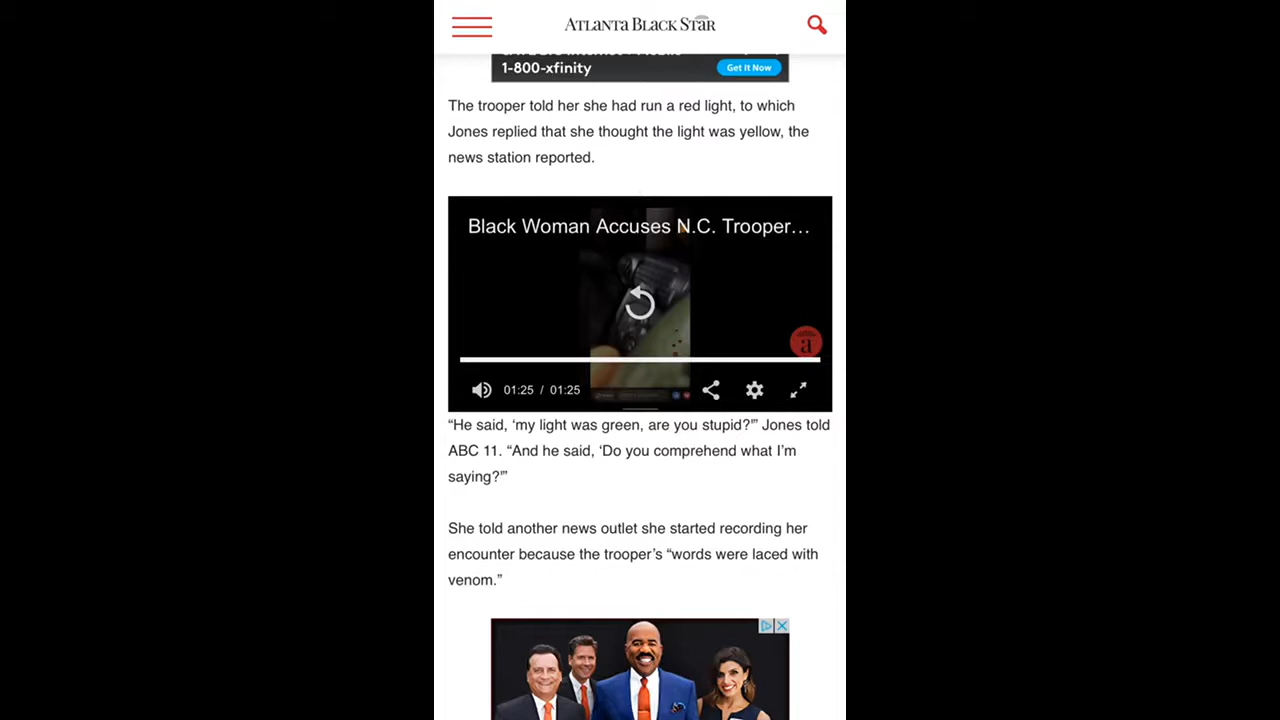 ATLANTA BLACK STAR
1-800-xfinity
Get It Now
The trooper told her she had run a red light, to which
Jones replied that she thought the light was yellow, the
news station reported.
Black Woman Accuses N.C. Trooper…
a
01:25 / 01:25
“He said, ‘my light was green, are you stupid?’” Jones told
ABC 11. “And he said, ‘Do you comprehend what I’m
saying?’”
She told another news outlet she started recording her
encounter because the trooper’s “words were laced with
venom.”